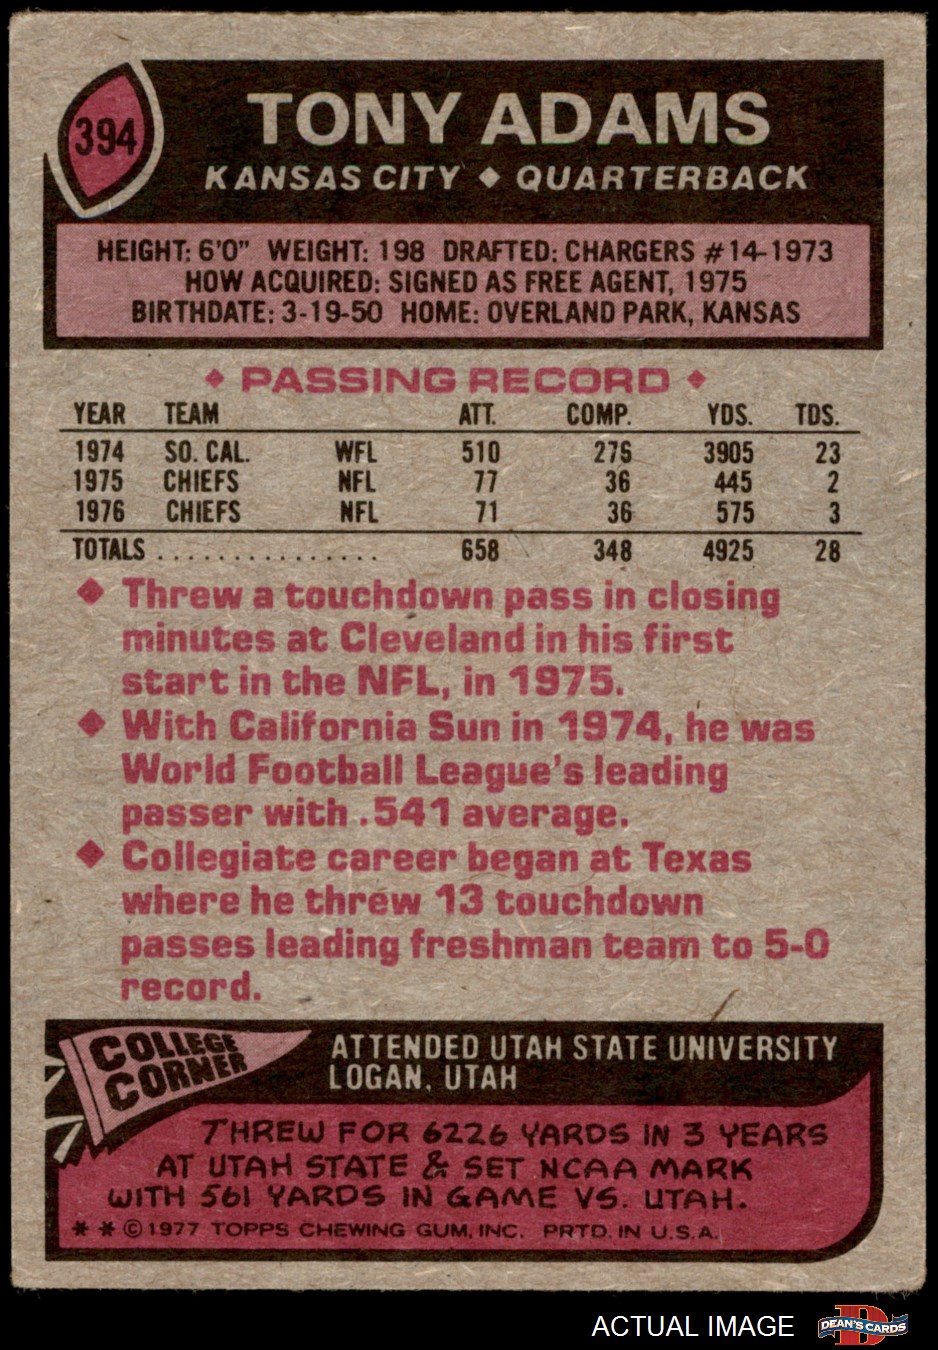 394
TONY ADAMS
KANSAS CITY ◆ QUARTERBACK
HEIGHT: 6'0" WEIGHT: 198 DRAFTED: CHARGERS #14-1973
HOW ACQUIRED: SIGNED AS FREE AGENT, 1975
BIRTHDATE: 3-19-50 HOME: OVERLAND PARK, KANSAS
◆ PASSING RECORD ◆
YEAR TEAM ATT. COMP. YDS. TDS.
1974 SO. CAL. WFL 510 276 3905 23
1975 CHIEFS NFL 77 36 445 2
1976 CHIEFS NFL 71 36 575 3
TOTALS . . . . . . . . . . . . . . . 658 348 4925 28
◆ Threw a touchdown pass in closing
minutes at Cleveland in his first
start in the NFL, in 1975.
◆ With California Sun in 1974, he was
World Football League's leading
passer with .541 average.
◆ Collegiate career began at Texas
where he threw 13 touchdown
passes leading freshman team to 5-0
record.
COLLEGE
CORNER
ATTENDED UTAH STATE UNIVERSITY
LOGAN, UTAH
THREW FOR 6226 YARDS IN 3 YEARS
AT UTAH STATE & SET NCAA MARK
WITH 561 YARDS IN GAME VS. UTAH.
* * © 1977 TOPPS CHEWING GUM, INC. PRTD. IN U.S.A.
ACTUAL IMAGE
DEAN'S CARDS